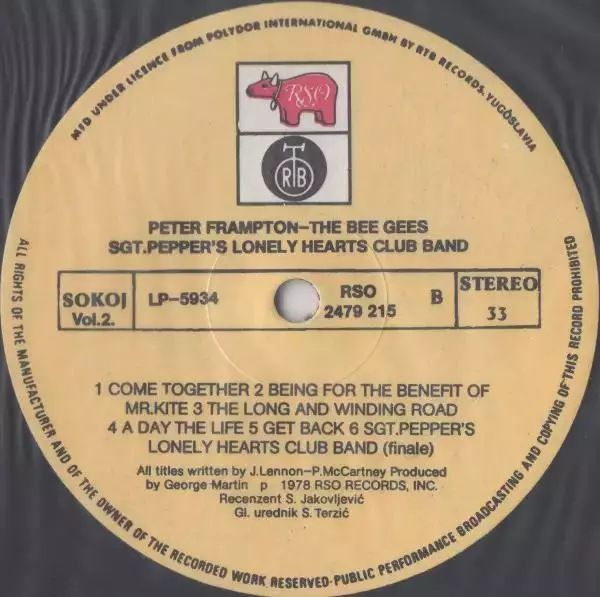 MFD UNDER LICENCE FROM POLYDOR INTERNATIONAL GMBH BY RTB RECORDS. YUGOSLAVIA
RSO
RTB
PETER FRAMPTON-THE BEE GEES
SGT.PEPPER'S LONELY HEARTS CLUB BAND
SOKOJ
Vol.2.
LP-5934
RSO
2479 215
B
STEREO
33
1 COME TOGETHER 2 BEING FOR THE BENEFIT OF
MR.KITE 3 THE LONG AND WINDING ROAD
4 A DAY THE LIFE 5 GET BACK 6 SGT.PEPPER'S
LONELY HEARTS CLUB BAND (finale)
All titles written by J.Lennon-P.McCartney Produced
by George Martin p 1978 RSO RECORDS, INC.
Recenzent S. Jakovljević
Gl. urednik S. Terzić
ALL RIGHTS OF THE MANUFACTURER AND OF THE OWNER OF THE RECORDED WORK RESERVED-PUBLIC PERFORMANCE BROADCASTING AND COPYING OF THIS RECORD PROHIBITED